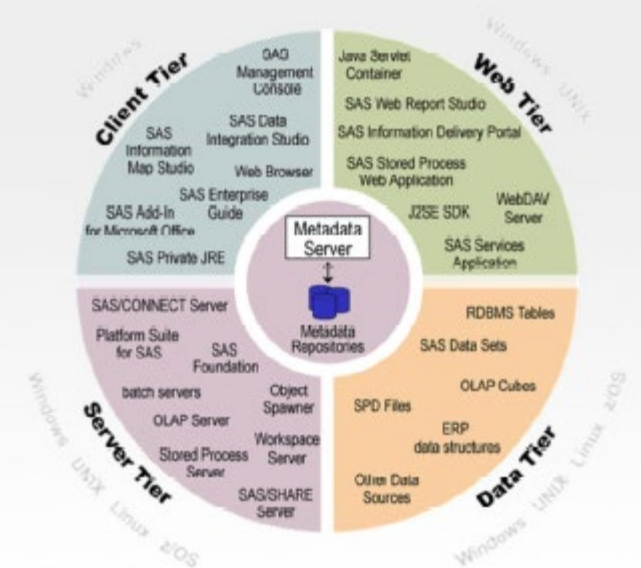 Windows
Client Tier
SAS
Management
Console
SAS Data
Integration Studio
SAS
Information
Map Studio
Web Browser
SAS Enterprise
Guide
SAS Add-In
for Microsoft Office
SAS Private JRE
Windows UNIX
Web Tier
Java Servlet
Container
SAS Web Report Studio
SAS Information Delivery Portal
SAS Stored Process
Web Application
J2SE SDK
WebDAV
Server
SAS Services
Application
Metadata
Server
Metadata
Repositories
SAS/CONNECT Server
Platform Suite
for SAS
SAS
Foundation
batch servers
Object
Spawner
OLAP Server
Workspace
Server
Stored Process
Server
SAS/SHARE
Server
Server Tier
Windows UNIX Linux z/OS
RDBMS Tables
SAS Data Sets
OLAP Cubes
SPD Files
ERP
data structures
Other Data
Sources
Data Tier
Windows UNIX Linux z/OS